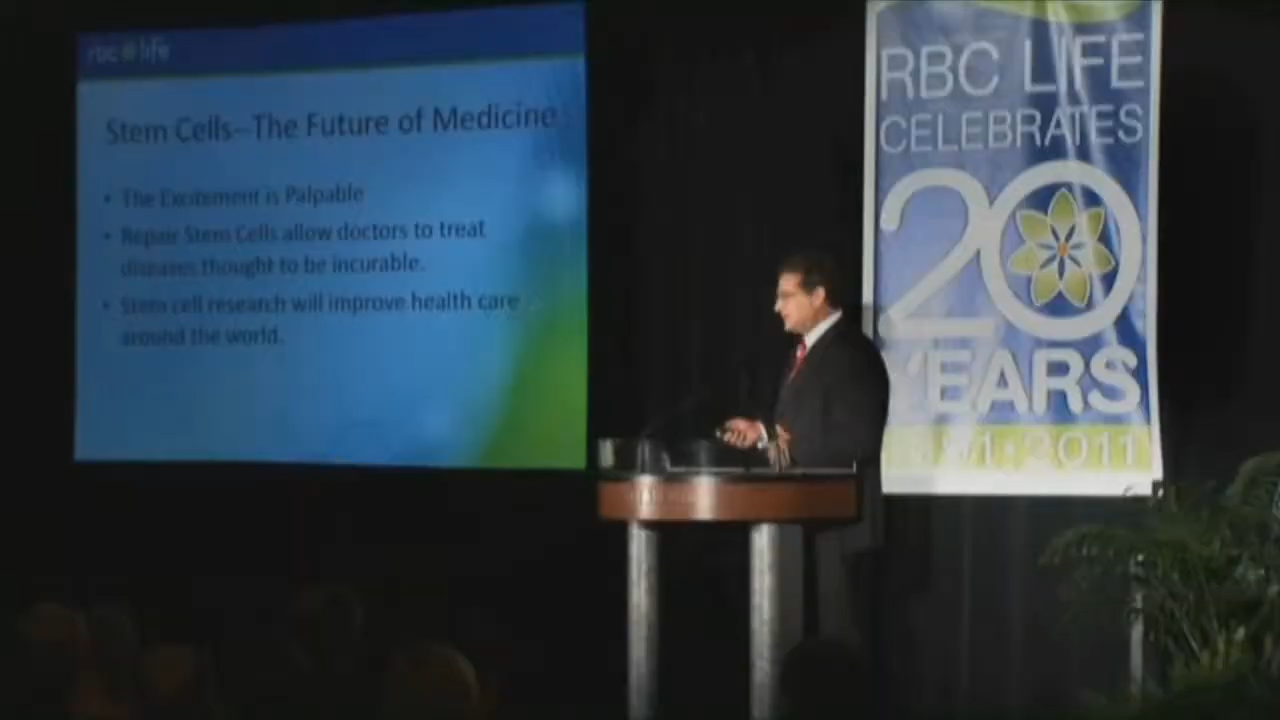 rbc life
Stem Cells–The Future of Medicine
• The Excitement is Palpable
• Repair Stem Cells allow doctors to treat
diseases thought to be incurable.
• Stem cell research will improve health care
around the world.
RBC LIFE
CELEBRATES
20
YEARS
1991·2011